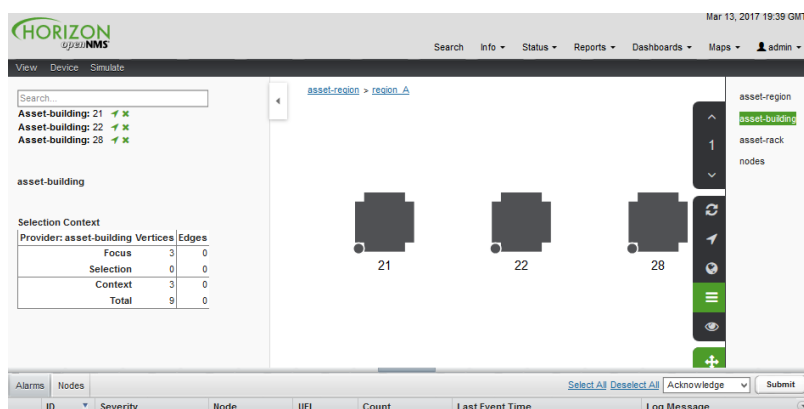 Mar 13, 2017 19:39 GMT
HORIZON
openNMS
Search Info Status Reports Dashboards Maps admin
View Device Simulate
Search...
Asset-building: 21
Asset-building: 22
Asset-building: 28
asset-building
Selection Context
Provider: asset-building Vertices Edges
Focus 3 0
Selection 0 0
Context 3 0
Total 9 0
asset-region > region_A
21 22 28
1
asset-region
asset-building
asset-rack
nodes
Alarms Nodes Select All Deselect All Acknowledge Submit
ID Severity Node UEI Count Last Event Time Log Message